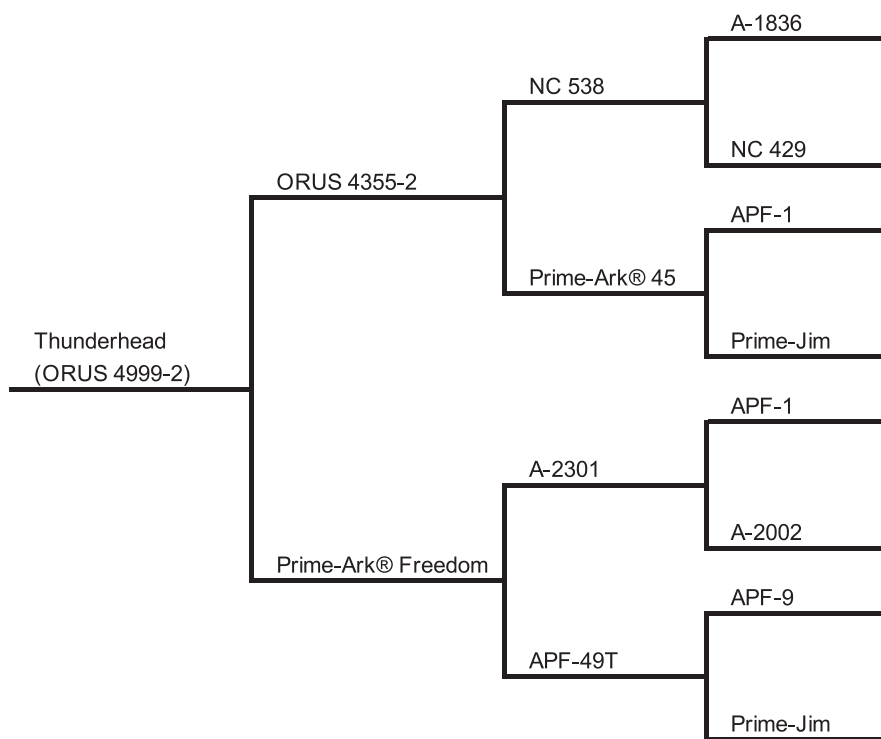 A-1836
NC 538
NC 429
ORUS 4355-2
APF-1
Prime-Ark® 45
Prime-Jim
Thunderhead
(ORUS 4999-2)
APF-1
A-2301
A-2002
Prime-Ark® Freedom
APF-9
APF-49T
Prime-Jim